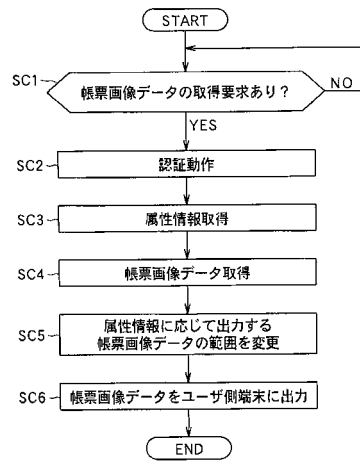 START
SC1
帳票画像データの取得要求あり?
NO
YES
SC2
認証動作
SC3
属性情報取得
SC4
帳票画像データ取得
SC5
属性情報に応じて出力する
帳票画像データの範囲を変更
SC6
帳票画像データをユーザ側端末に出力
END